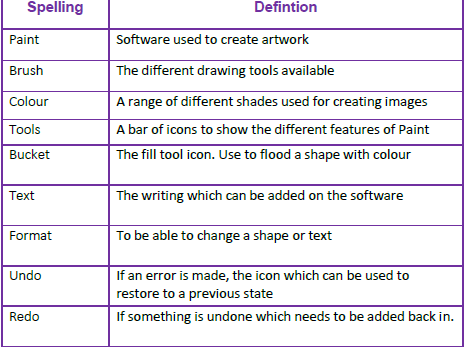 Spelling Defintion
Paint Software used to create artwork
Brush The different drawing tools available
Colour A range of different shades used for creating images
Tools A bar of icons to show the different features of Paint
Bucket The fill tool icon. Use to flood a shape with colour
Text The writing which can be added on the software
Format To be able to change a shape or text
Undo If an error is made, the icon which can be used to
restore to a previous state
Redo If something is undone which needs to be added back in.